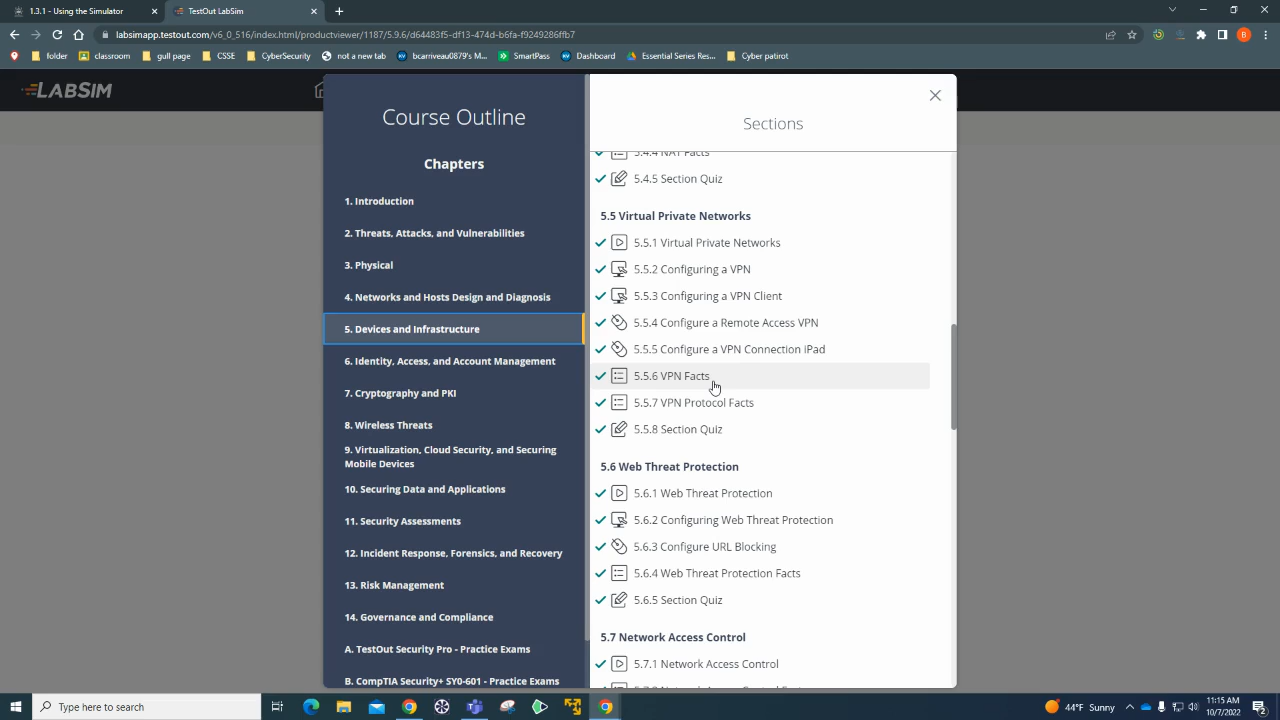 1.3.1 - Using the Simulator
TestOut LabSim
labsimapp.testout.com/v6_0_516/index.html/productviewer/1187/5.9.6/d64483f5-df13-474d-b6fa-f9249286ffb7
folder
classroom
gull page
CSSE
CyberSecurity
not a new tab
bcarriveau0879's M...
SmartPass
Dashboard
Essential Series Res...
Cyber patirot
LABSIM
Course Outline
Chapters
1. Introduction
2. Threats, Attacks, and Vulnerabilities
3. Physical
4. Networks and Hosts Design and Diagnosis
5. Devices and Infrastructure
6. Identity, Access, and Account Management
7. Cryptography and PKI
8. Wireless Threats
9. Virtualization, Cloud Security, and Securing
Mobile Devices
10. Securing Data and Applications
11. Security Assessments
12. Incident Response, Forensics, and Recovery
13. Risk Management
14. Governance and Compliance
A. TestOut Security Pro - Practice Exams
B. CompTIA Security+ SY0-601 - Practice Exams
Sections
5.4.4 NAT Facts
5.4.5 Section Quiz
5.5 Virtual Private Networks
5.5.1 Virtual Private Networks
5.5.2 Configuring a VPN
5.5.3 Configuring a VPN Client
5.5.4 Configure a Remote Access VPN
5.5.5 Configure a VPN Connection iPad
5.5.6 VPN Facts
5.5.7 VPN Protocol Facts
5.5.8 Section Quiz
5.6 Web Threat Protection
5.6.1 Web Threat Protection
5.6.2 Configuring Web Threat Protection
5.6.3 Configure URL Blocking
5.6.4 Web Threat Protection Facts
5.6.5 Section Quiz
5.7 Network Access Control
5.7.1 Network Access Control
Type here to search
44°F Sunny
11:15 AM
10/7/2022